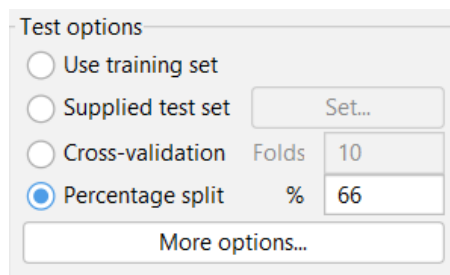 Test options
Use training set
Supplied test set Set...
Cross-validation Folds 10
Percentage split % 66
More options...